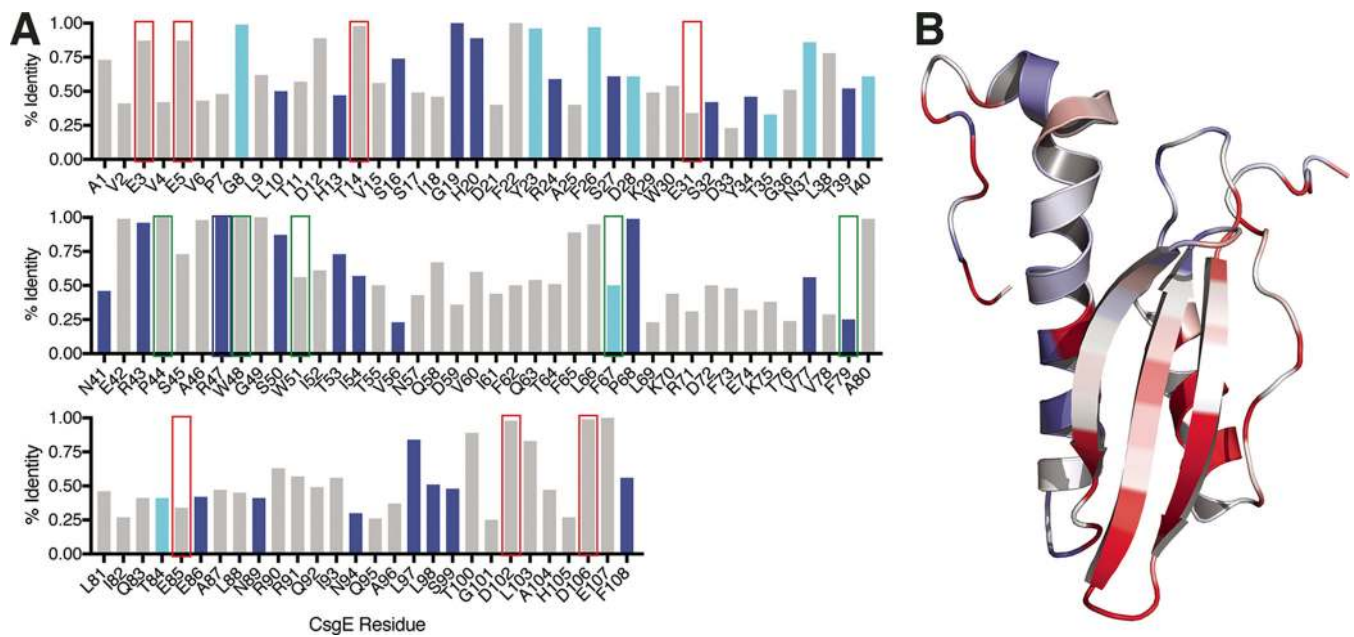 A
B
% Identity
1.00
0.75
0.50
0.25
0.00
A1 V2 E3 V4 E5 V6 P7 G8 L9 L10 T11 D12 H13 T14 V15 S16 S17 I18 G19 H20 D21 F22 Y23 R24 A25 F26 S27 D28 K29 W30 E31 S32 D33 Y34 T35 G36 N37 L38 T39 I40
% Identity
1.00
0.75
0.50
0.25
0.00
N41 E42 R43 P44 S45 A46 R47 W48 G49 S50 W51 I52 T53 I54 T55 V56 N57 Q58 D59 V60 I61 F62 Q63 T64 F65 L66 F67 P68 L69 K70 R71 D72 F73 E74 K75 T76 V77 V78 F79 A80
% Identity
1.00
0.75
0.50
0.25
0.00
L81 I82 Q83 T84 E85 E86 A87 L88 N89 R90 R91 Q92 I93 N94 Q95 A96 L97 L98 S99 T100 G101 D102 L103 A104 H105 D106 E107 F108
CsgE Residue